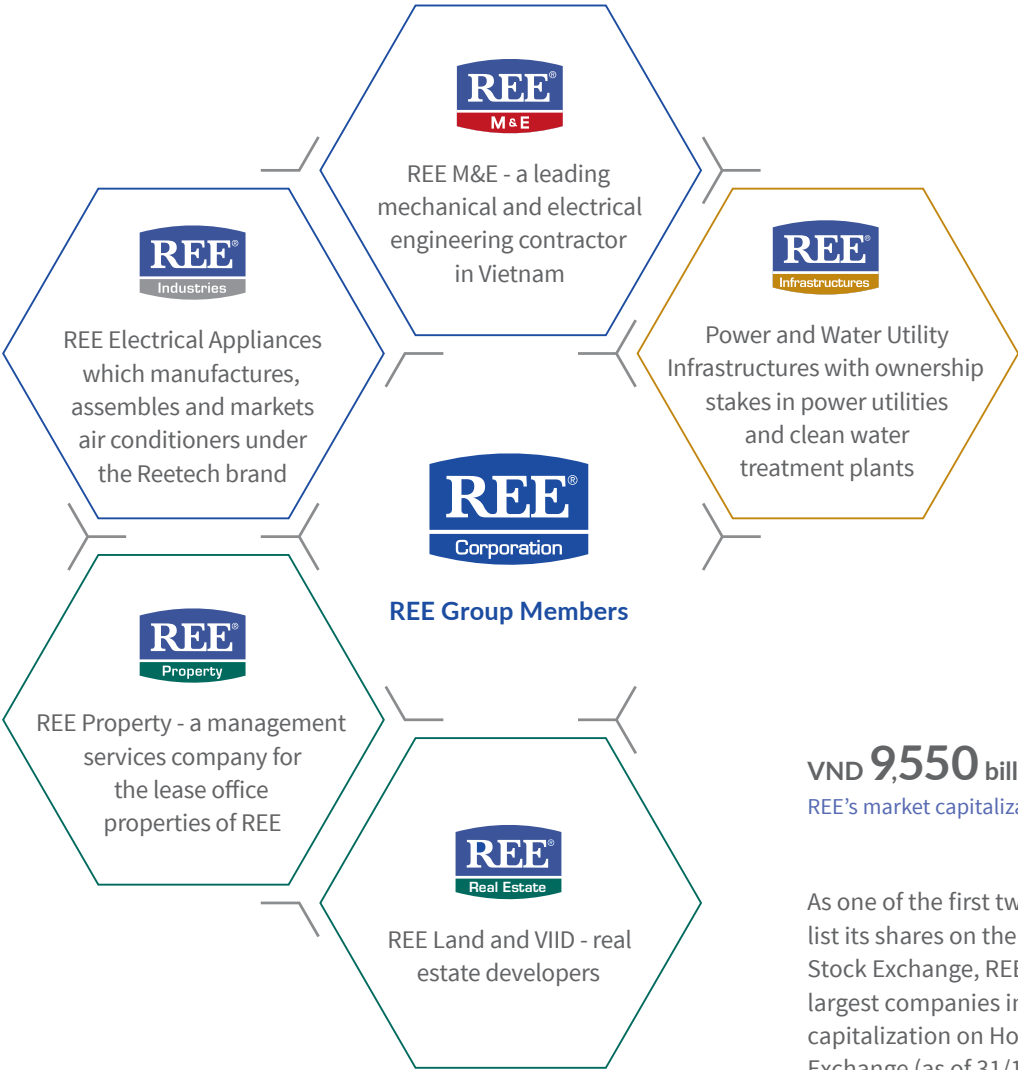 REE®
M&E
REE M&E - a leading
mechanical and electrical
engineering contractor
in Vietnam
REE®
Industries
REE Electrical Appliances
which manufactures,
assembles and markets
air conditioners under
the Reetech brand
REE®
Infrastructures
Power and Water Utility
Infrastructures with ownership
stakes in power utilities
and clean water
treatment plants
REE®
Corporation
REE Group Members
REE®
Property
REE Property - a management
services company for
the lease office
properties of REE
REE®
Real Estate
REE Land and VIID - real
estate developers
VND 9,550
REE's market
As one of the first
list its shares on the
Stock Exchange,
largest companies
capitalization on
Exchange (as of